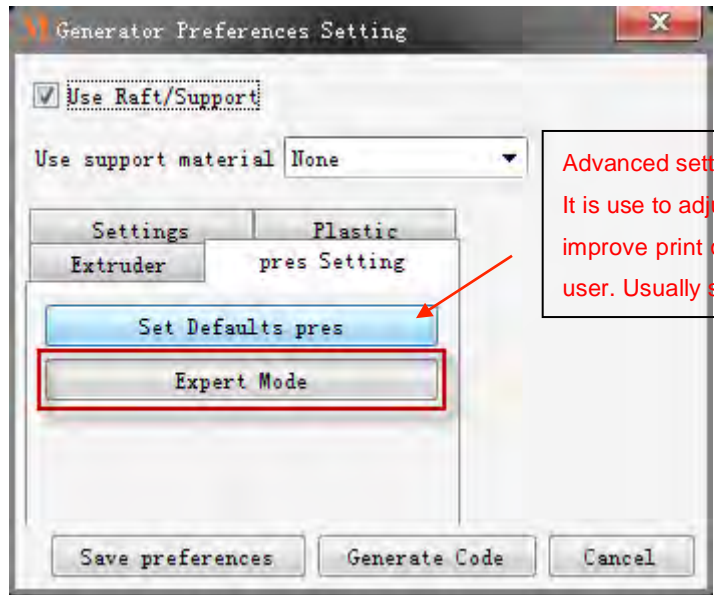 Generator Preferences Setting
Use Raft/Support
Use support material None
Advanced sett
It is use to adj
improve print
user. Usually s
Settings Plastic
Extruder pres Setting
Set Defaults pres
Expert Mode
Save preferences Generate Code Cancel